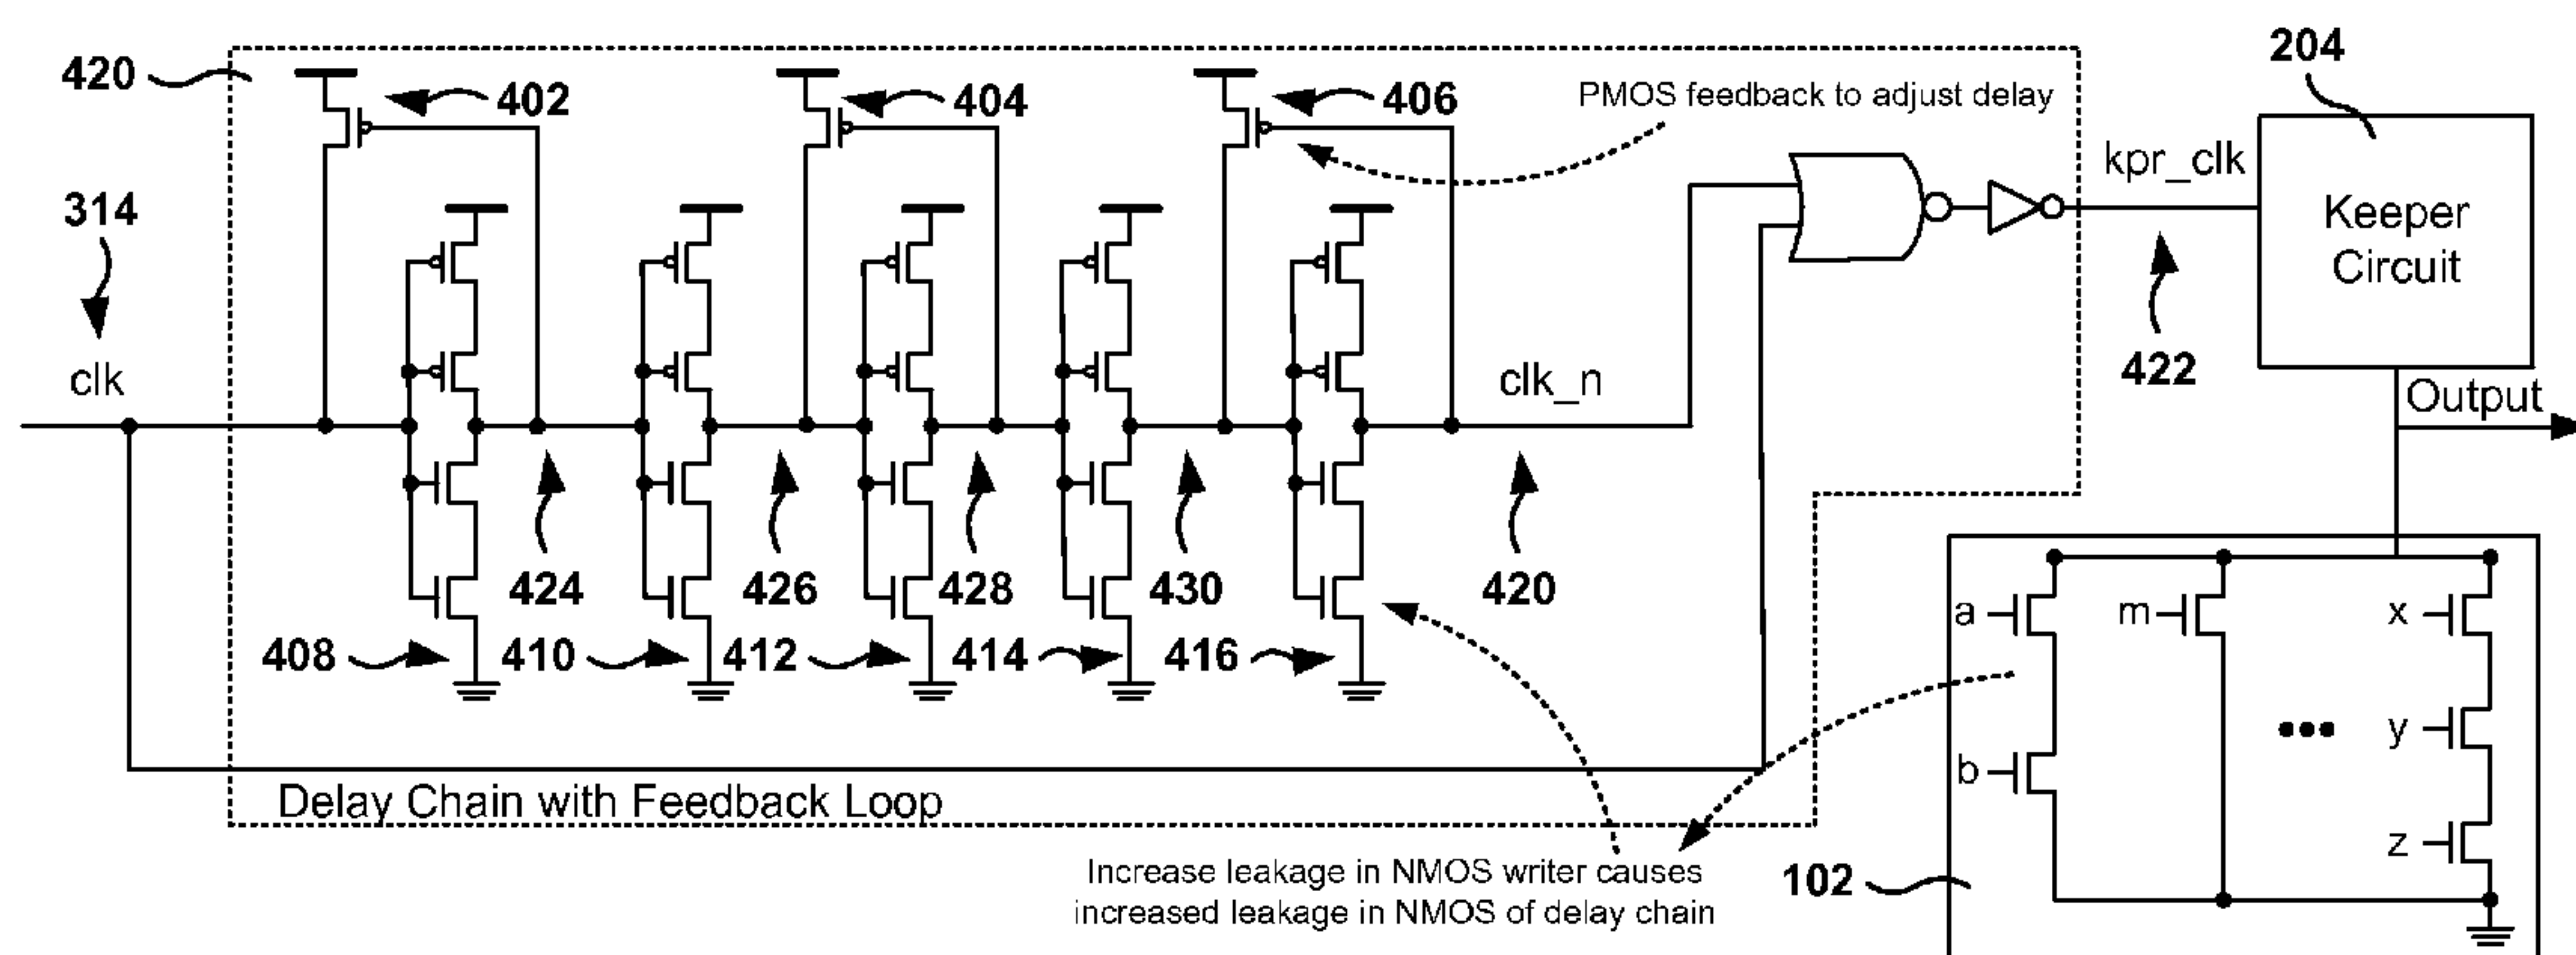 204
420
402
404
406
PMOS feedback to adjust delay
kpr_clk
314
Keeper
Circuit
clk
clk_n
422
Output
424
426
428
430
420
a
m
x
408
410
412
414
416
y
b
Delay Chain with Feedback Loop
z
Increase leakage in NMOS writer causes
increased leakage in NMOS of delay chain
102